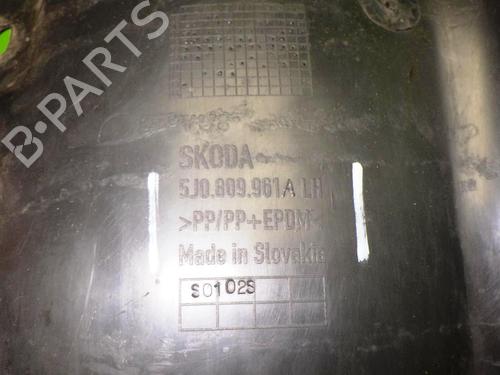 B-PARTS
SKODA
5J0.809.961A LH
>PP/PP+EPDM<
Made in Slovakia
S0102S